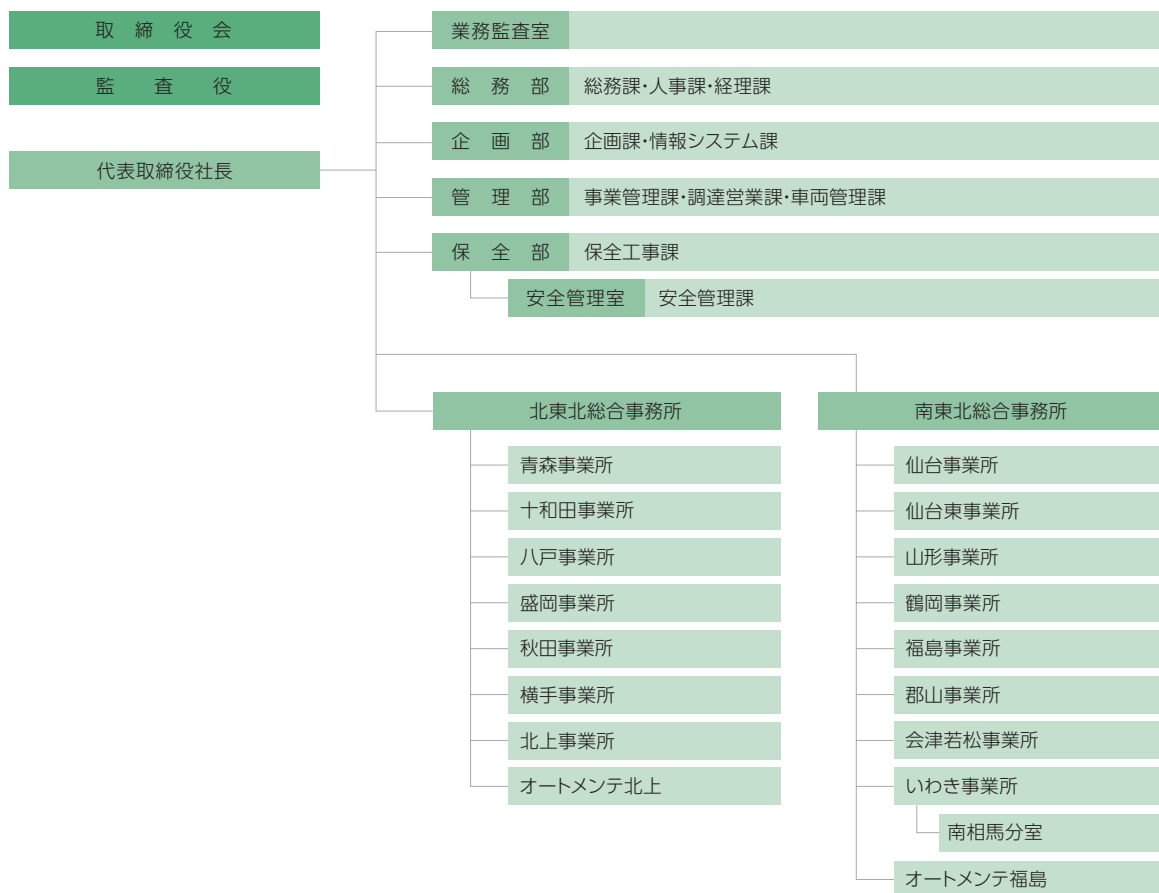 取締役会
監査役
代表取締役社長
業務監査室
総務部 総務課・人事課・経理課
企画部 企画課・情報システム課
管理部 事業管理課・調達営業課・車両管理課
保全部 保全工事課
安全管理室 安全管理課
北東北総合事務所
青森事業所
十和田事業所
八戸事業所
盛岡事業所
秋田事業所
横手事業所
北上事業所
オートメンテ北上
南東北総合事務所
仙台事業所
仙台東事業所
山形事業所
鶴岡事業所
福島事業所
郡山事業所
会津若松事業所
いわき事業所
南相馬分室
オートメンテ福島